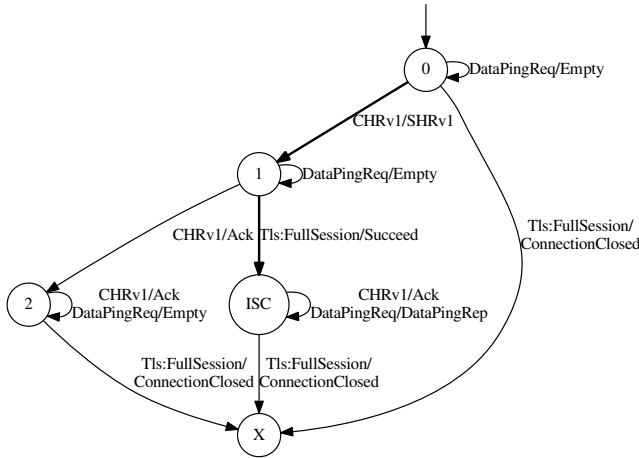 0
DataPingReq/Empty
CHRv1/SHRv1
1
DataPingReq/Empty
Tls:FullSession/
ConnectionClosed
CHRv1/Ack
Tls:FullSession/Succeed
2
CHRv1/Ack
DataPingReq/Empty
ISC
CHRv1/Ack
DataPingReq/DataPingRep
Tls:FullSession/
ConnectionClosed
Tls:FullSession/
ConnectionClosed
X